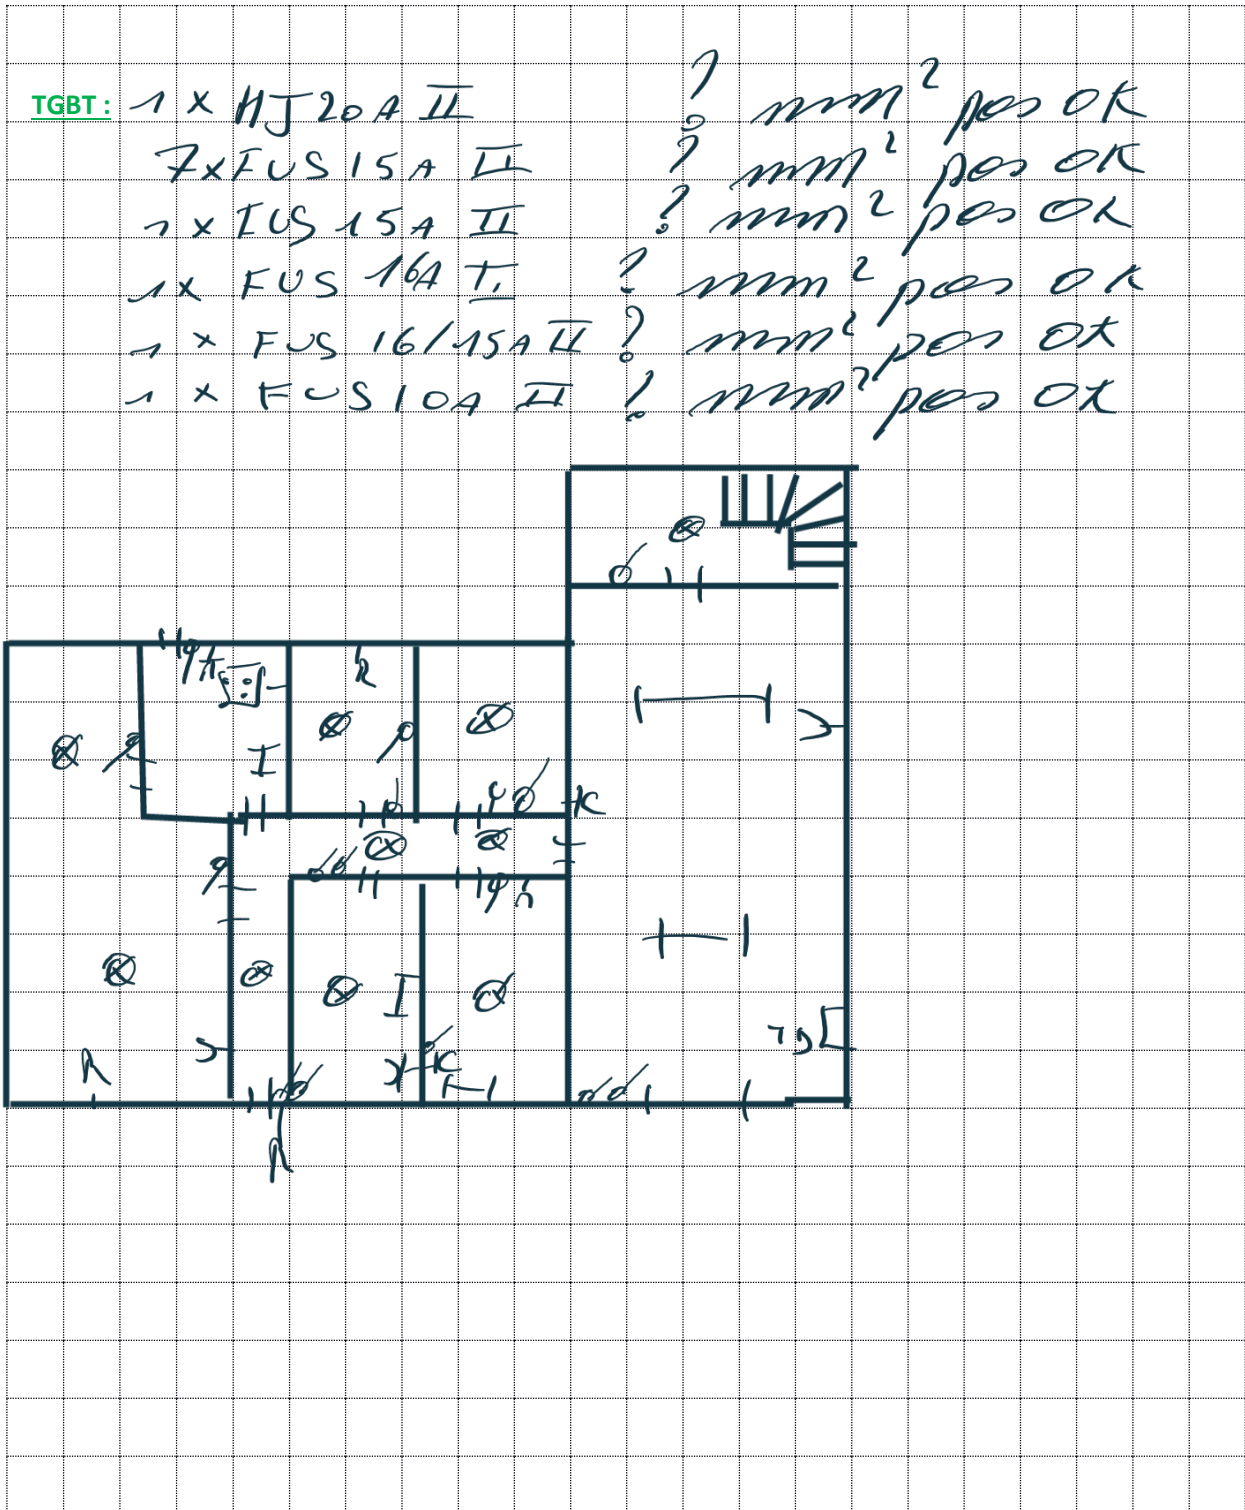 TGBT : 1 x HJ 20A II ? mm² pas OK
7x FUS 15A II ? mm² pas OK
1 x IUS 15A II ? mm² pas OK
1x FUS 16A ? mm² pas OK
1 x FUS 16/15A II ? mm² pas OK
1 x FUS 10A II ? mm² pas OK